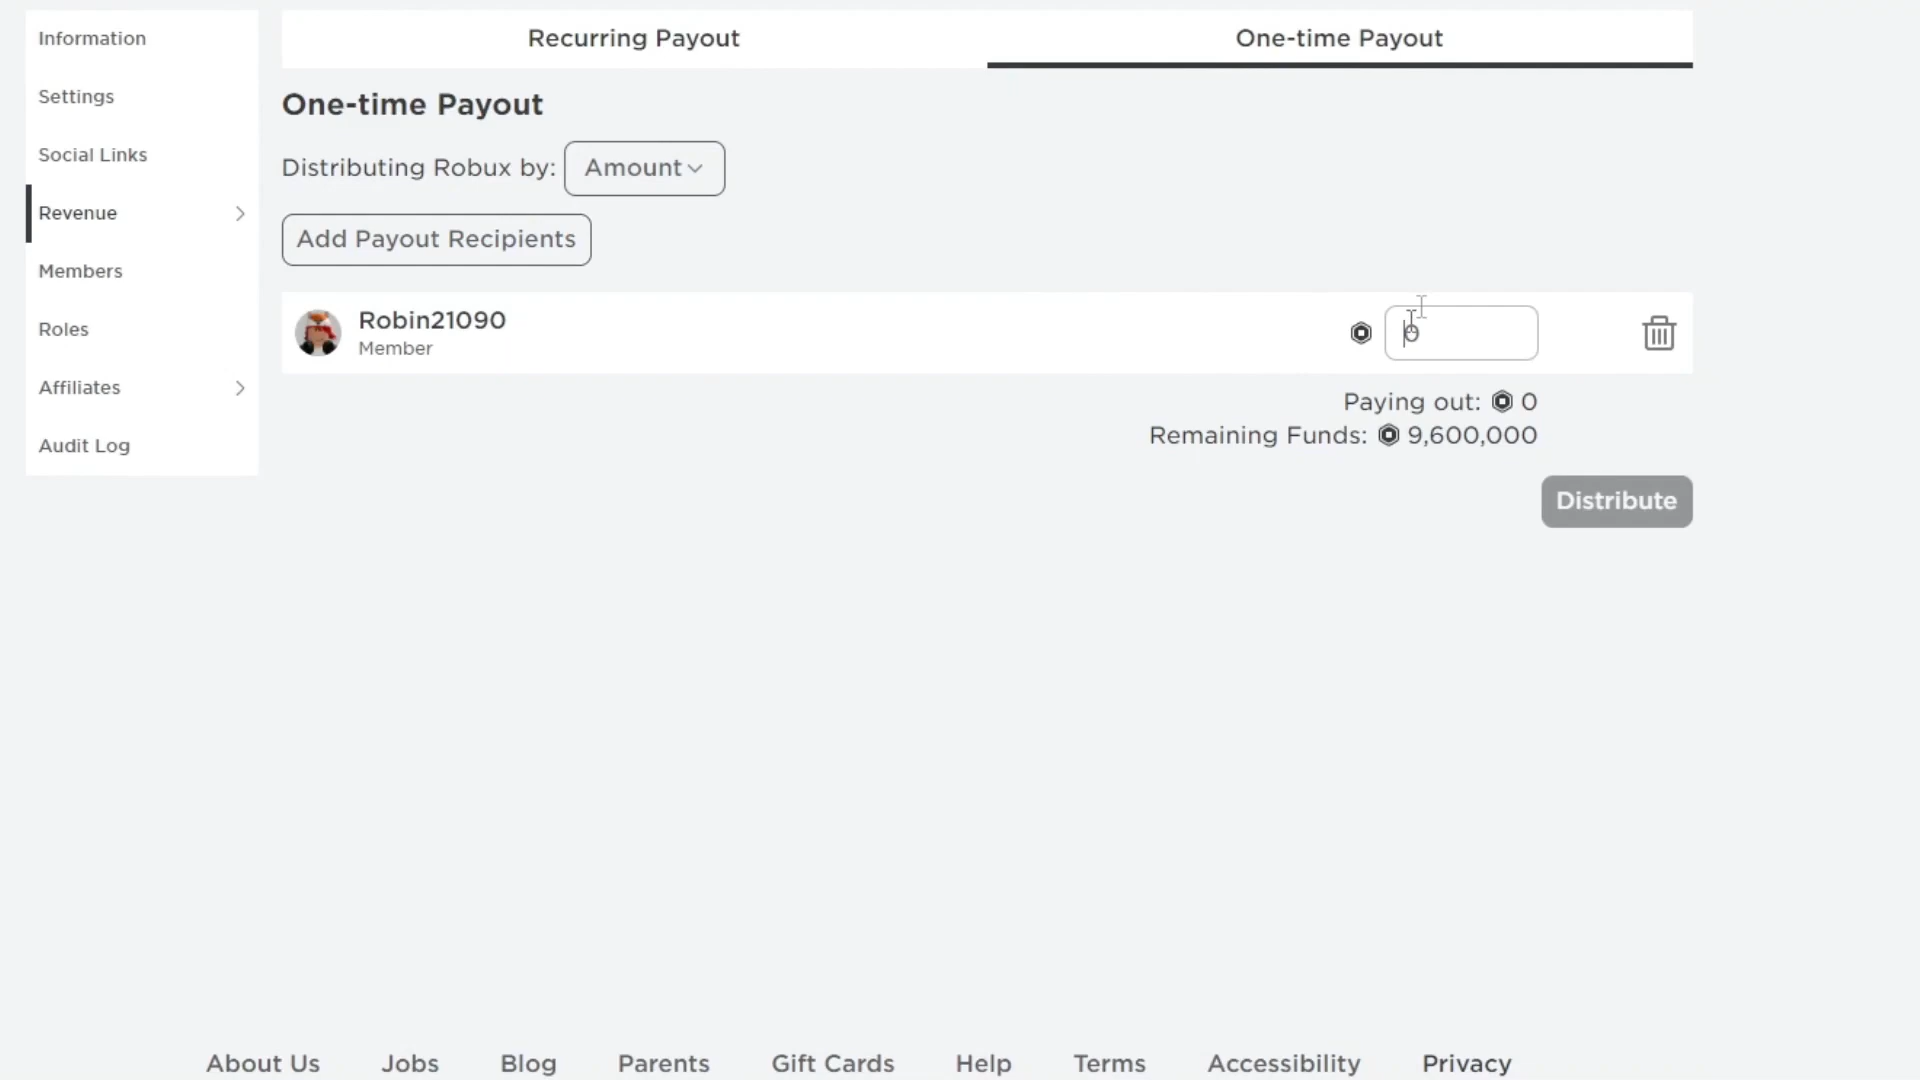 Information
Settings
Social Links
Revenue
Members
Roles
Affiliates
Audit Log
Recurring Payout
One-time Payout
One-time Payout
Distributing Robux by: Amount
Add Payout Recipients
Robin21090
Member
0
Paying out: 0
Remaining Funds: 9,600,000
Distribute
About Us Jobs Blog Parents Gift Cards Help Terms Accessibility Privacy